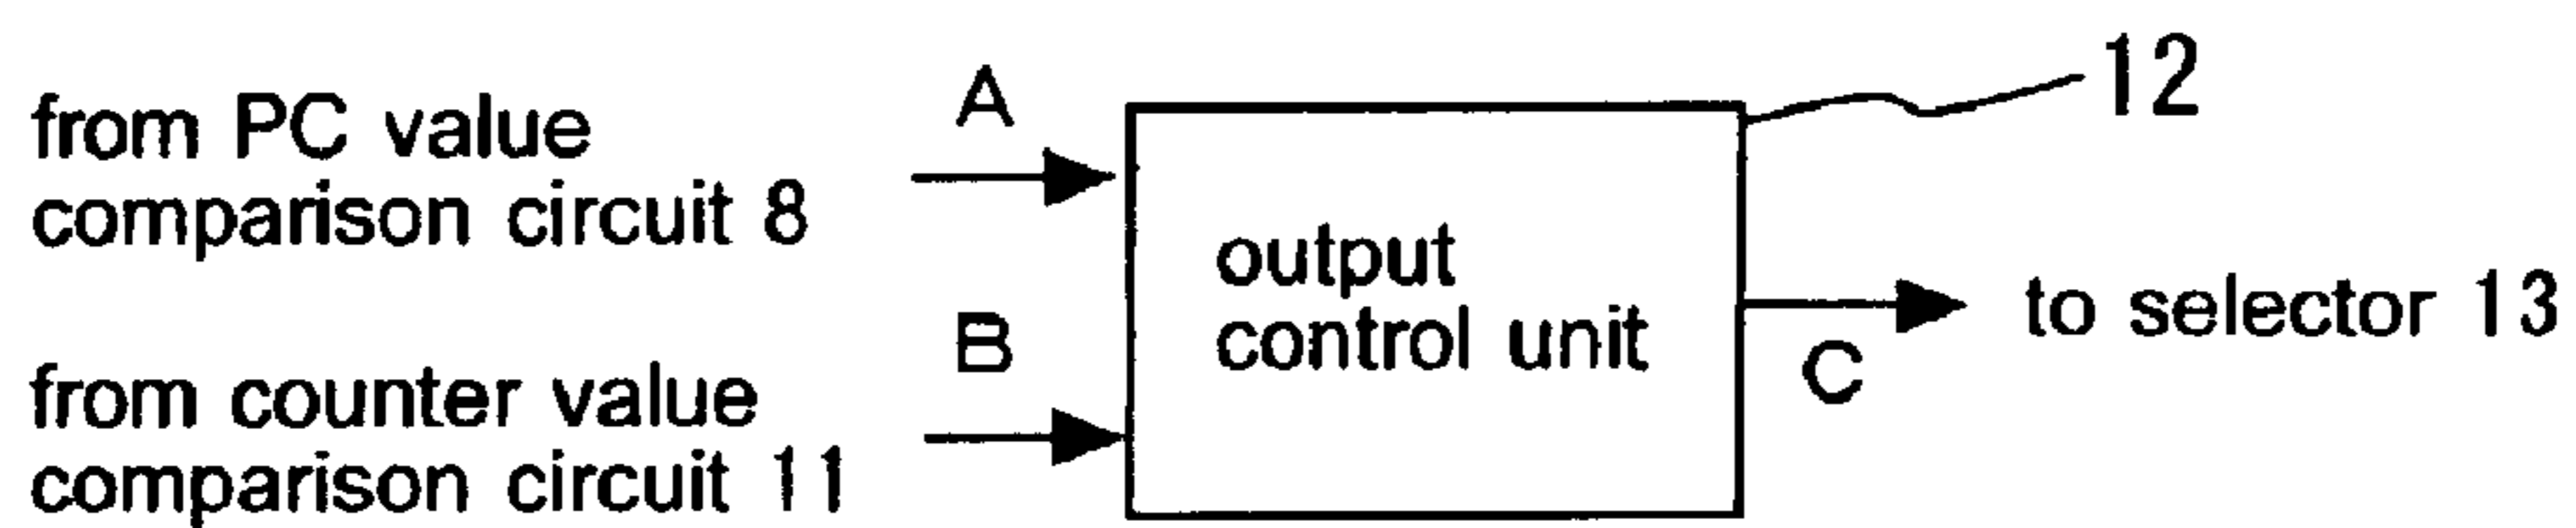 from PC value
comparison circuit 8
A
12
output
control unit
B
from counter value
comparison circuit 11
C
to selector 13